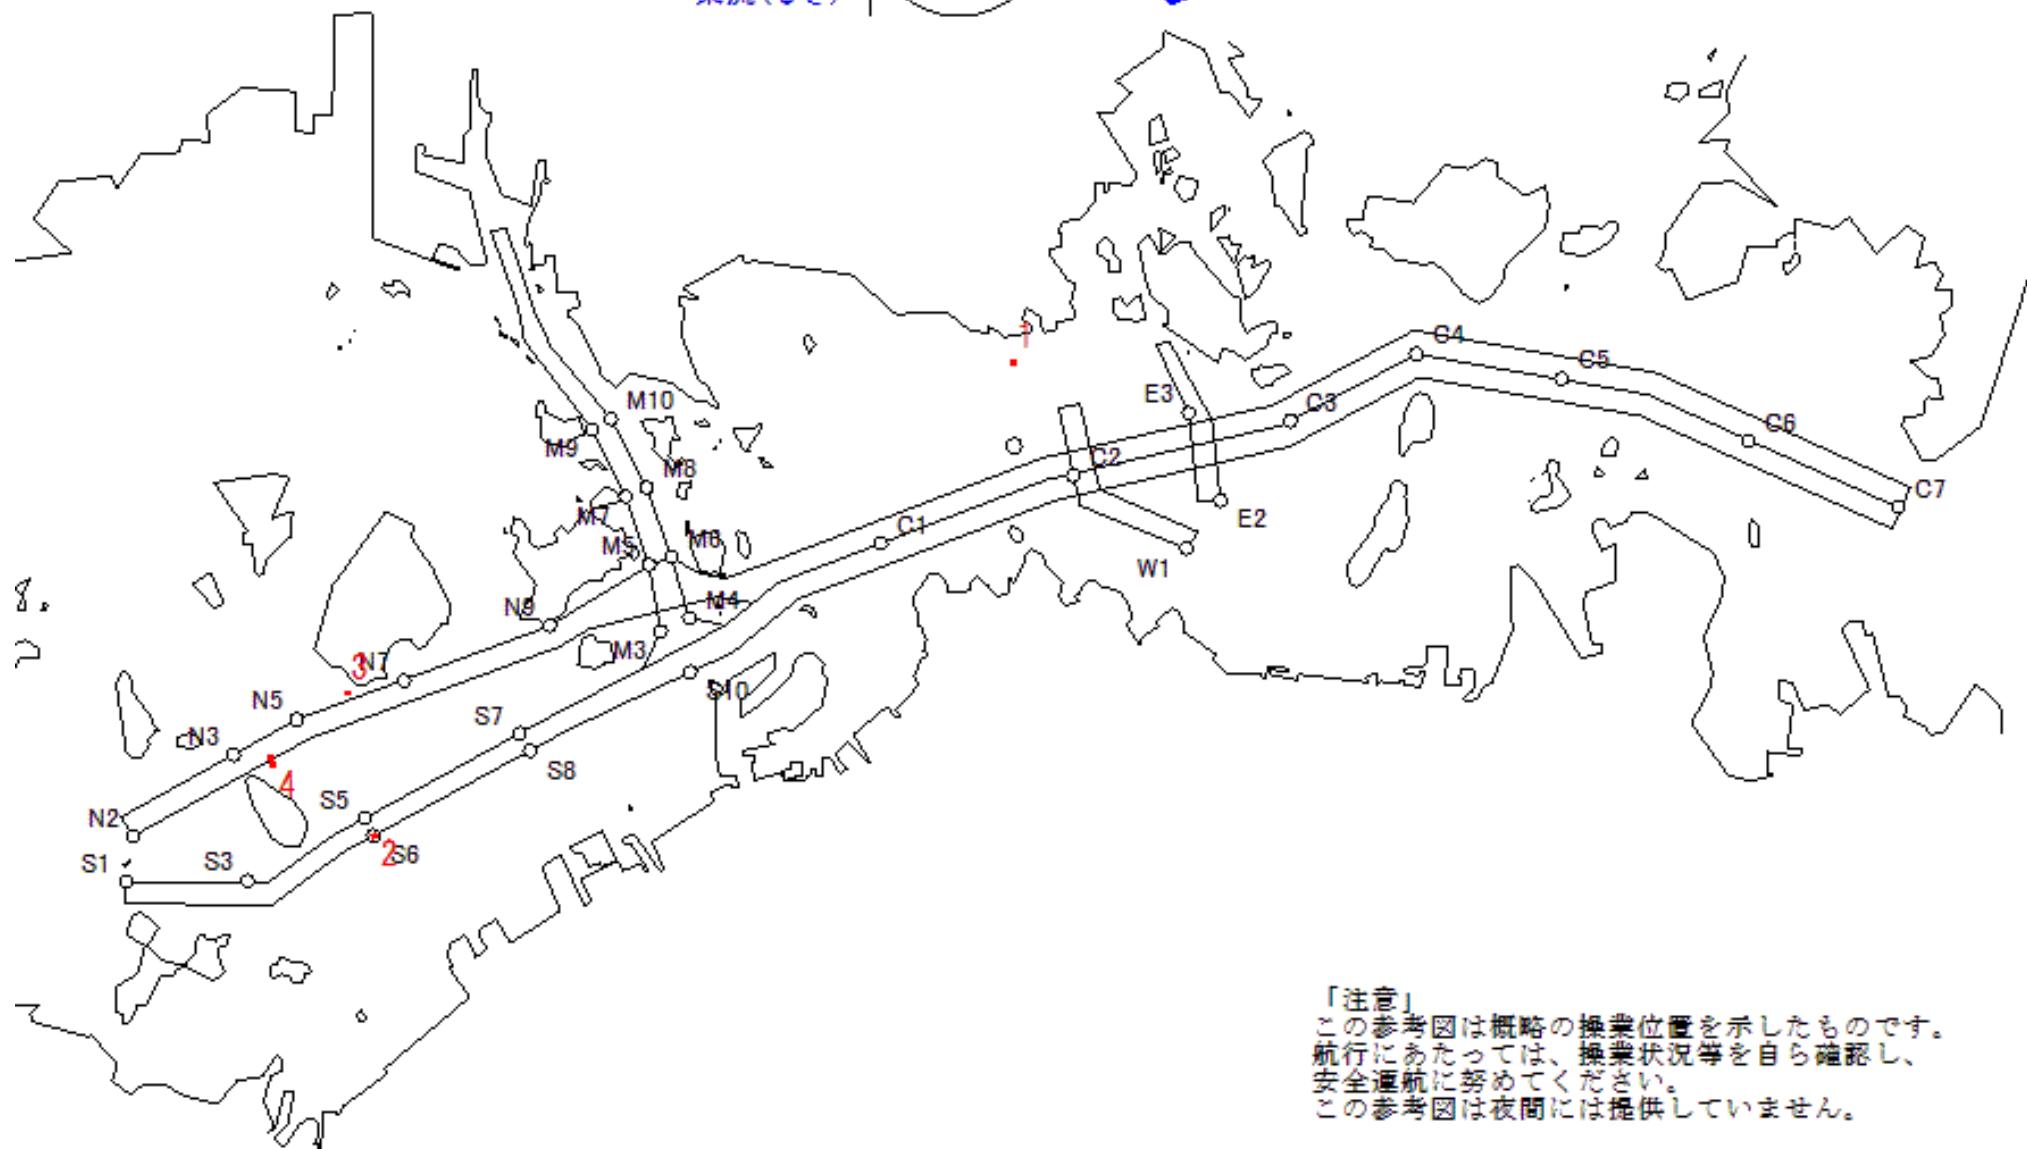 C4
C5
1
E3
C3
M10
C6
M9
C2
M8
C7
M7
E2
C1
M5
M6
W1
N9
M4
M3
3
N7
S10
N5
S7
N3
S8
4
S5
N2
2
S6
S1
S3
「注意」
この参考図は概略の操業位置を示したものです。
航行にあたっては、操業状況等を自ら確認し、
安全運航に努めてください。
この参考図は夜間には提供していません。